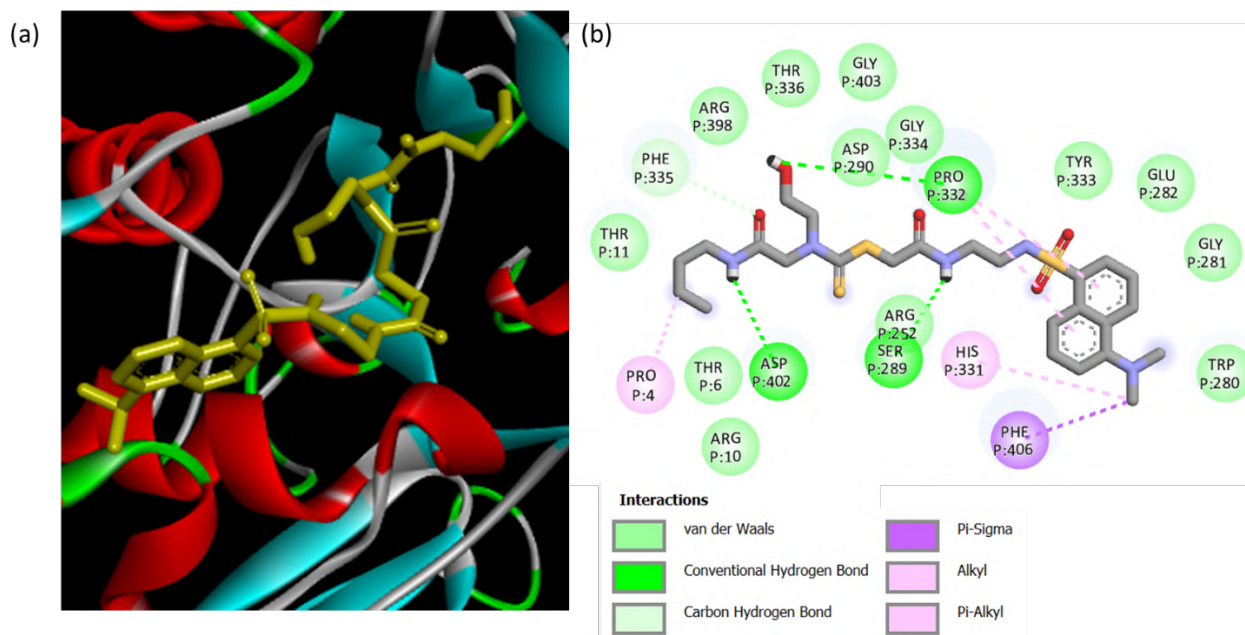 (a)
(b)
THR
P:336
GLY
P:403
ARG
P:398
GLY
P:334
PHE
P:335
ASP
P:290
PRO
P:332
TYR
P:333
GLU
P:282
THR
P:11
GLY
P:281
ARG
P:252
SER
P:289
HIS
P:331
TRP
P:280
PRO
P:4
THR
P:6
ASP
P:402
PHE
P:406
ARG
P:10
Interactions
van der Waals
Conventional Hydrogen Bond
Carbon Hydrogen Bond
Pi-Sigma
Alkyl
Pi-Alkyl